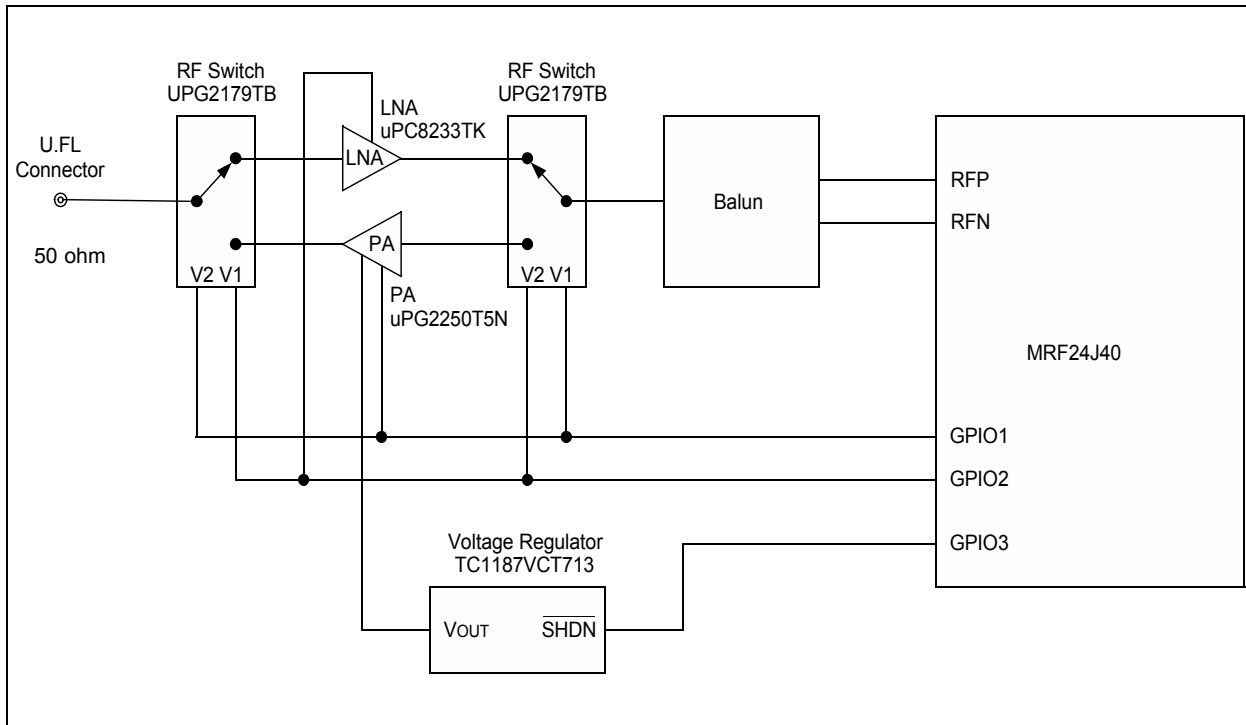 RF Switch
UPG2179TB
RF Switch
UPG2179TB
LNA
uPC8233TK
U.FL
Connector
LNA
RFP
Balun
RFN
PA
50 ohm
V2 V1
V2 V1
PA
uPG2250T5N
MRF24J40
GPIO1
GPIO2
Voltage Regulator
TC1187VCT713
GPIO3
VOUT
SHDN